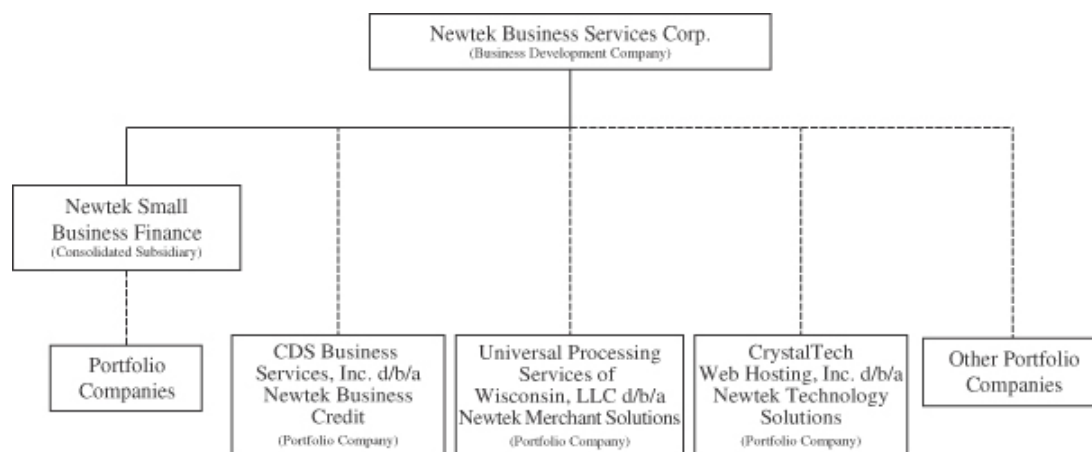 Newtek Business Services Corp.
(Business Development Company)
Newtek Small
Business Finance
(Consolidated Subsidiary)
Portfolio
Companies
CDS Business
Services, Inc. d/b/a
Newtek Business
Credit
(Portfolio Company)
Universal Processing
Services of
Wisconsin, LLC d/b/a
Newtek Merchant Solutions
(Portfolio Company)
CrystalTech
Web Hosting, Inc. d/b/a
Newtek Technology
Solutions
(Portfolio Company)
Other Portfolio
Companies